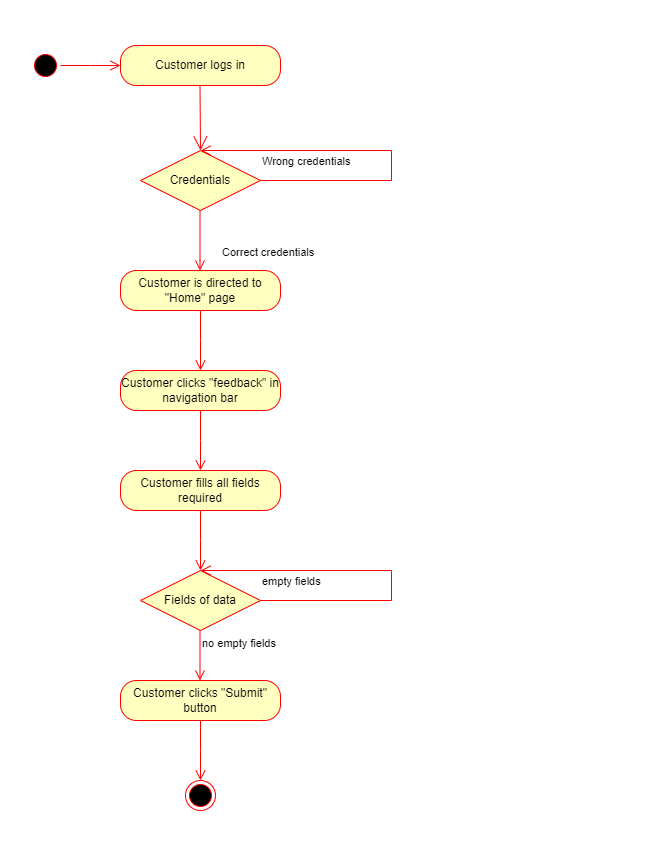 Customer logs in
Wrong credentials
Credentials
Correct credentials
Customer is directed to
"Home" page
Customer clicks "feedback" in
navigation bar
Customer fills all fields
required
empty fields
Fields of data
no empty fields
Customer clicks "Submit"
button